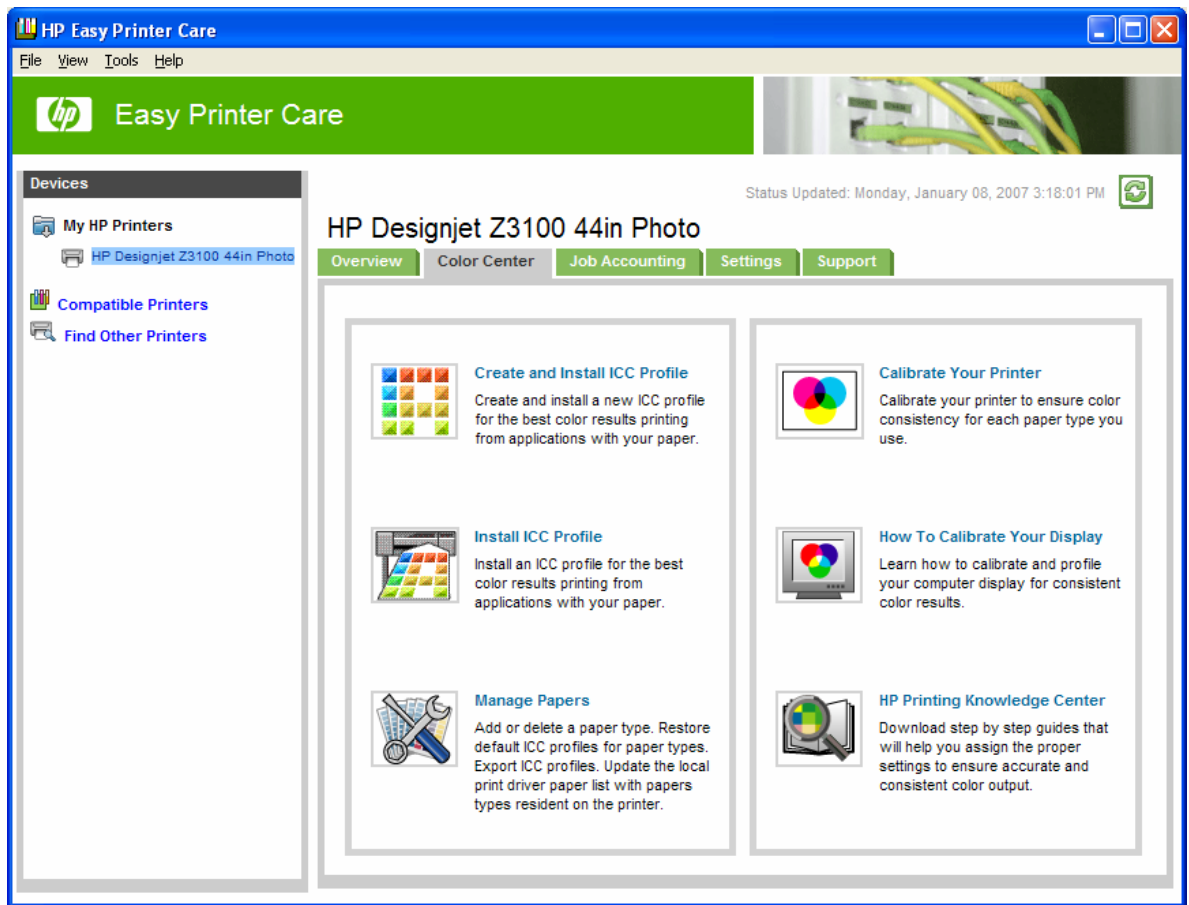 HP Easy Printer Care
File View Tools Help
hp Easy Printer Care
Devices
My HP Printers
HP Designjet Z3100 44in Photo
Compatible Printers
Find Other Printers
Status Updated: Monday, January 08, 2007 3:18:01 PM
HP Designjet Z3100 44in Photo
Overview Color Center Job Accounting Settings Support
Create and Install ICC Profile
Create and install a new ICC profile
for the best color results printing
from applications with your paper.
Install ICC Profile
Install an ICC profile for the best
color results printing from
applications with your paper.
Manage Papers
Add or delete a paper type. Restore
default ICC profiles for paper types.
Export ICC profiles. Update the local
print driver paper list with papers
types resident on the printer.
Calibrate Your Printer
Calibrate your printer to ensure color
consistency for each paper type you
use.
How To Calibrate Your Display
Learn how to calibrate and profile
your computer display for consistent
color results.
HP Printing Knowledge Center
Download step by step guides that
will help you assign the proper
settings to ensure accurate and
consistent color output.